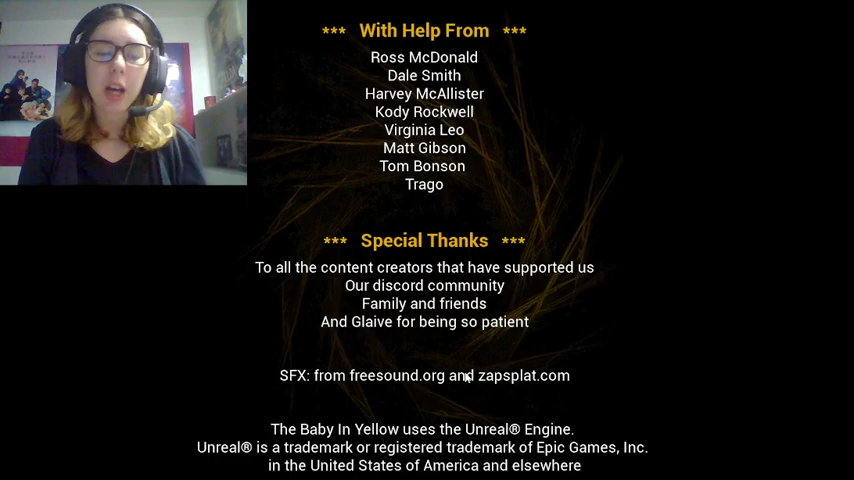 *** With Help From ***
Ross McDonald
Dale Smith
Harvey McAllister
Kody Rockwell
Virginia Leo
Matt Gibson
Tom Bonson
Trago
*** Special Thanks ***
To all the content creators that have supported us
Our discord community
Family and friends
And Glaive for being so patient
SFX: from freesound.org and zapsplat.com
The Baby In Yellow uses the Unreal® Engine.
Unreal® is a trademark or registered trademark of Epic Games, Inc.
in the United States of America and elsewhere